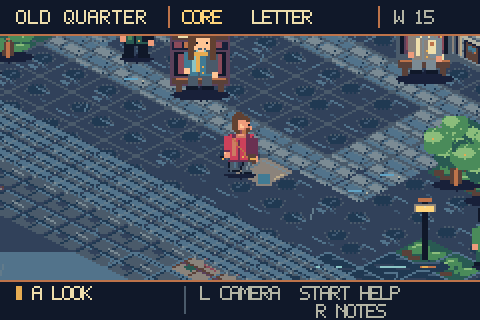 OLD QUARTER CORE LETTER W 15
A LOOK L CAMERA START HELP
R NOTES